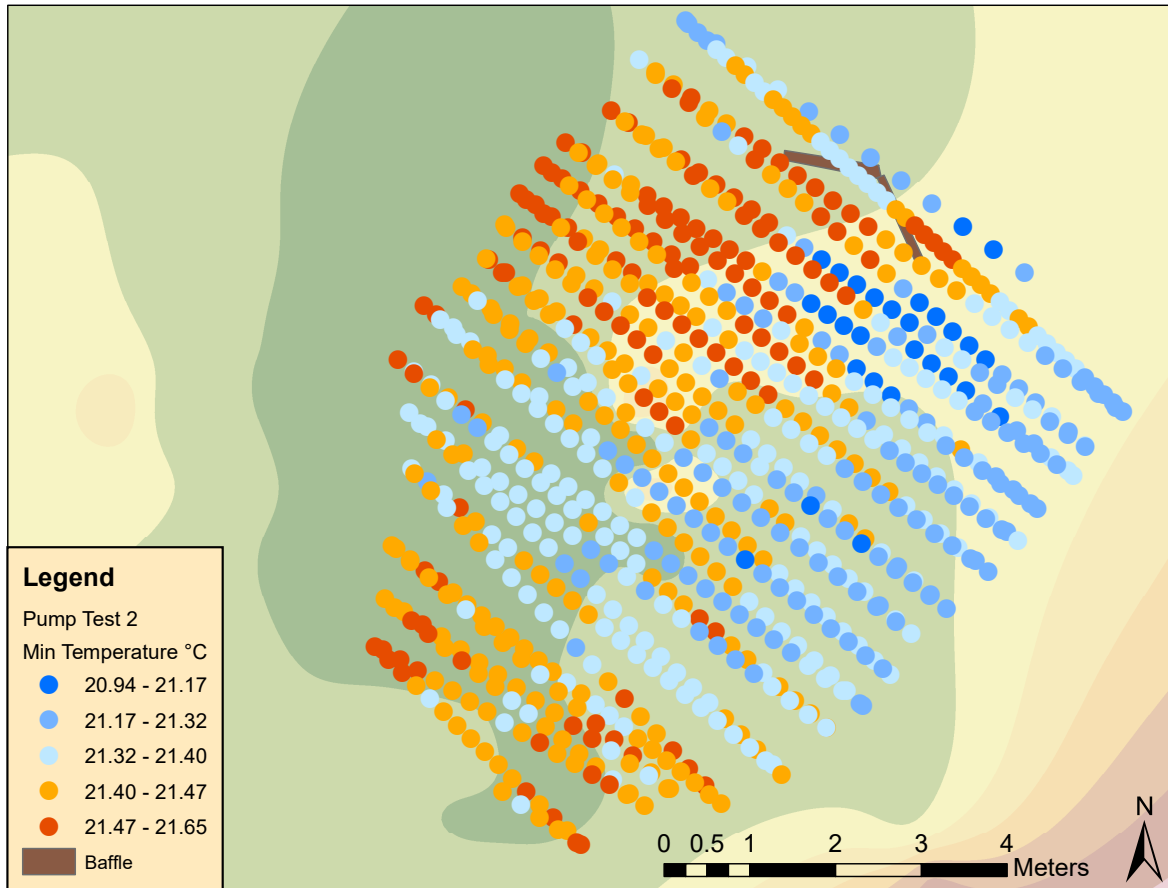 Legend
Pump Test 2
Min Temperature °C
20.94 - 21.17
21.17 - 21.32
21.32 - 21.40
21.40 - 21.47
21.47 - 21.65
Baffle
0 0.5 1 2 3 4
Meters
N